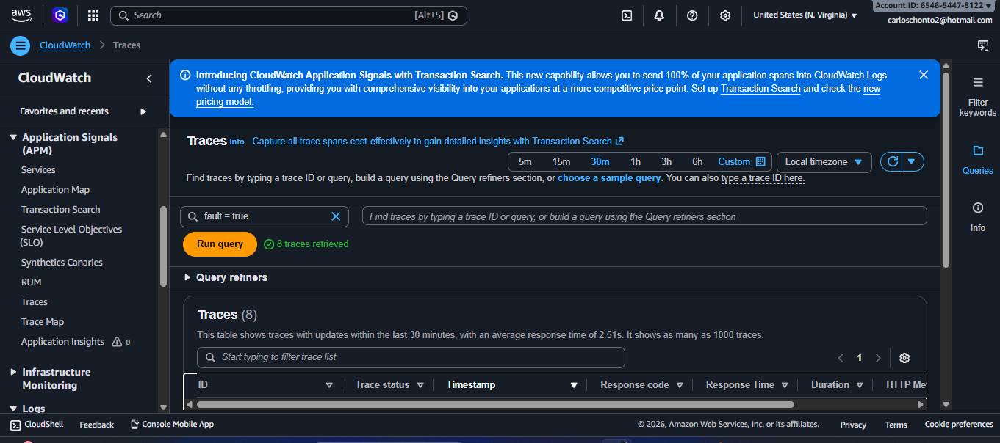 aws
Search [Alt+S]
United States (N. Virginia)
Account ID: 6546-5447-8122
carloschonto2@hotmail.com
CloudWatch > Traces
CloudWatch
Favorites and recents
Application Signals
(APM)
Services
Application Map
Transaction Search
Service Level Objectives
(SLO)
Synthetics Canaries
RUM
Traces
Trace Map
Application Insights 0
Infrastructure
Monitoring
Logs
Introducing CloudWatch Application Signals with Transaction Search. This new capability allows you to send 100% of your application spans into CloudWatch Logs
without any throttling, providing you with comprehensive visibility into your applications at a more competitive price point. Set up Transaction Search and check the new
pricing model.
Traces Info Capture all trace spans cost-effectively to gain detailed insights with Transaction Search
5m 15m 30m 1h 3h 6h Custom Local timezone
Find traces by typing a trace ID or query, build a query using the Query refiners section, or choose a sample query. You can also type a trace ID here.
fault = true
Find traces by typing a trace ID or query, or build a query using the Query refiners section
Run query 8 traces retrieved
Query refiners
Traces (8)
This table shows traces with updates within the last 30 minutes, with an average response time of 2.51s. It shows as many as 1000 traces.
Start typing to filter trace list
1
ID Trace status Timestamp Response code Response Time Duration HTTP Me
Filter
keywords
Queries
Info
CloudShell Feedback Console Mobile App
© 2026, Amazon Web Services, Inc. or its affiliates. Privacy Terms Cookie preferences